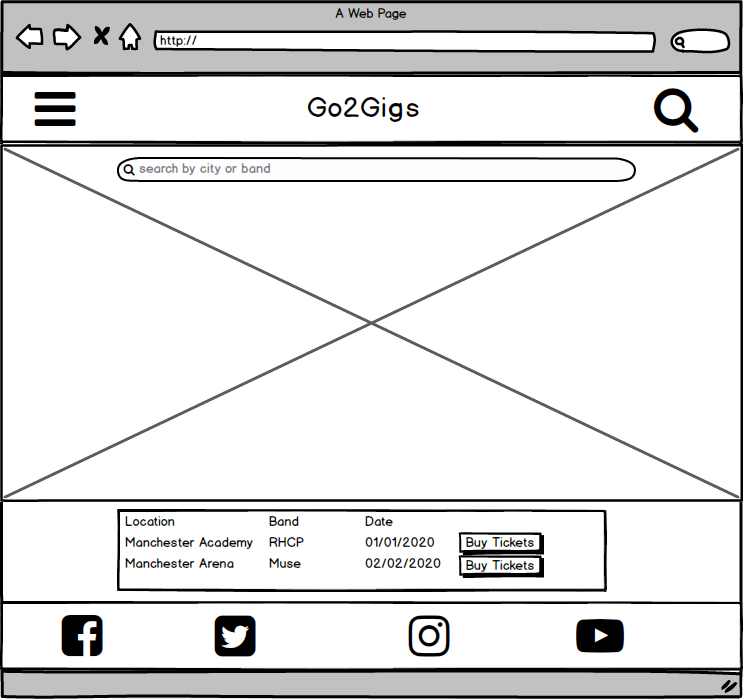 A Web Page
http://
Go2Gigs
search by city or band
Location Band Date
Manchester Academy RHCP 01/01/2020 Buy Tickets
Manchester Arena Muse 02/02/2020 Buy Tickets